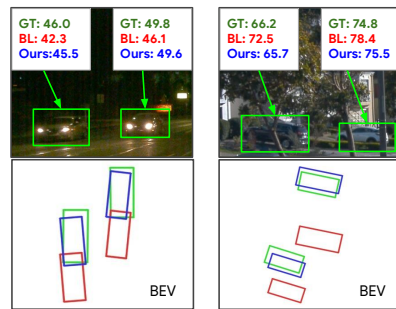 GT: 46.0
BL: 42.3
Ours:45.5
GT: 49.8
BL: 46.1
Ours: 49.6
GT: 66.2
BL: 72.5
Ours: 65.7
GT: 74.8
BL: 78.4
Ours: 75.5
BEV
BEV